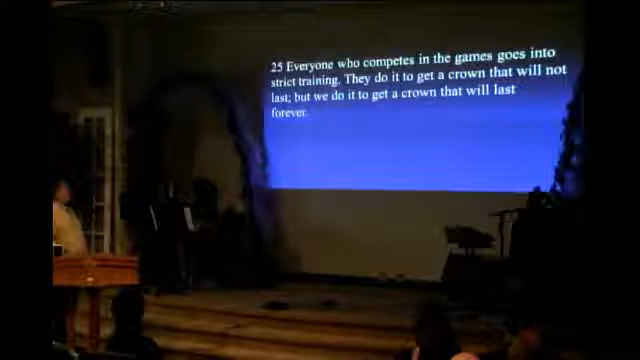 25 Everyone who competes in the games goes into
strict training. They do it to get a crown that will not
last; but we do it to get a crown that will last
forever.